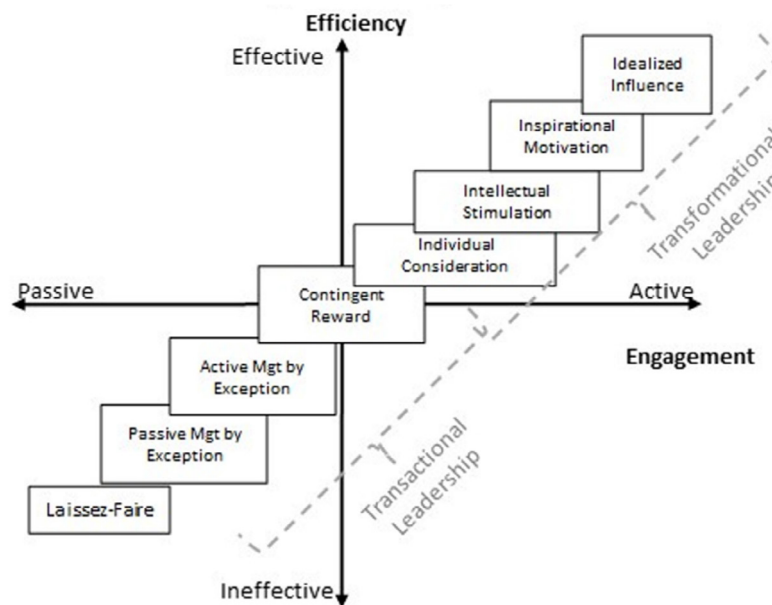 Efficiency
Effective
Idealized
Influence
Inspirational
Motivation
Intellectual
Stimulation
Individual
Consideration
Contingent
Reward
Passive
Active
Engagement
Active Mgt by
Exception
Passive Mgt by
Exception
Laissez-Faire
Transformational
Leadership
Transactional
Leadership
Ineffective